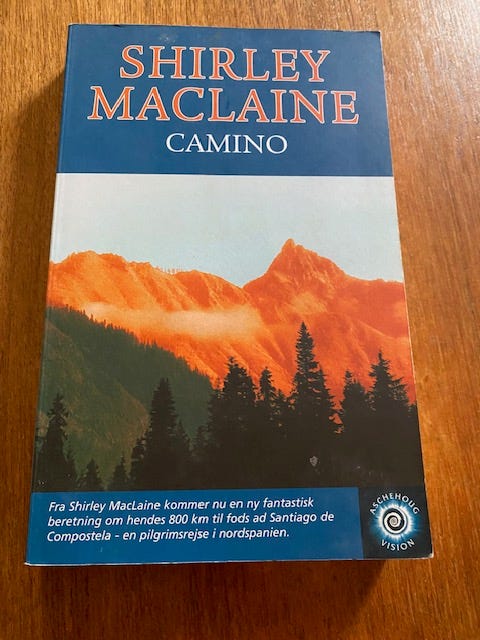 SHIRLEY
MACLAINE
CAMINO
Fra Shirley MacLaine kommer nu en ny fantastisk
beretning om hendes 800 km til fods ad Santiago de
Compostela - en pilgrimsrejse i nordspanien.
ASCHEHOUG
VISION